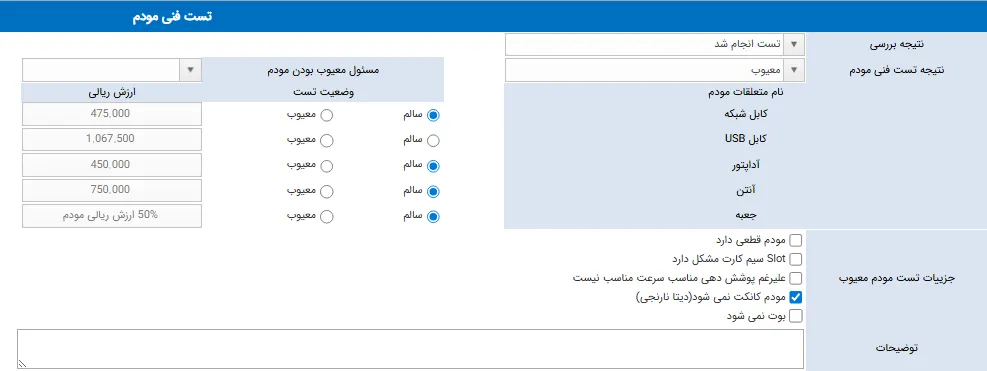 تست فنی مودم
نتیجه بررسی تست انجام شد
نتیجه تست فنی مودم معیوب مسئول معیوب بودن مودم
نام متعلقات مودم وضعیت تست ارزش ریالی
کابل شبکه سالم معیوب 475,000
کابل USB سالم معیوب 1,067,500
آداپتور سالم معیوب 450,000
آنتن سالم معیوب 750,000
جعبه سالم معیوب 50% ارزش ریالی مودم
جزییات تست مودم معیوب
مودم قطعی دارد
Slot سیم کارت مشکل دارد
علیرغم پوشش دهی مناسب سرعت مناسب نیست
مودم کانکت نمی شود(دیتا نارنجی)
بوت نمی شود
توضیحات